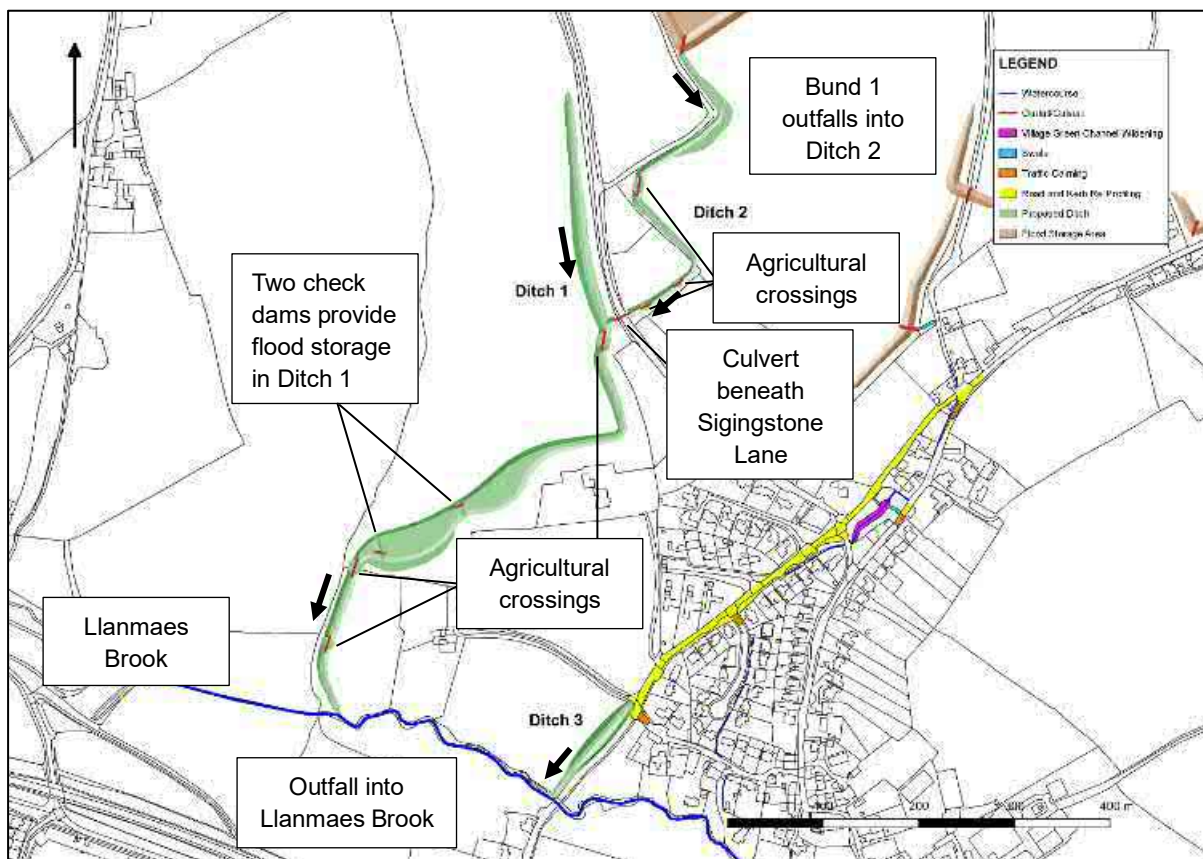 LEGEND
Watercourse
Village Green Channel Widening
Swale
Traffic Calming
Road and Kerb Re-Profiling
Proposed Ditch
Flood Storage Area
Bund 1
outfalls into
Ditch 2
Ditch 2
Ditch 1
Agricultural
crossings
Two check
dams provide
flood storage
in Ditch 1
Culvert
beneath
Sigingstone
Lane
Agricultural
crossings
Llanmaes
Brook
Ditch 3
Outfall into
Llanmaes Brook
100
200
300
400 m